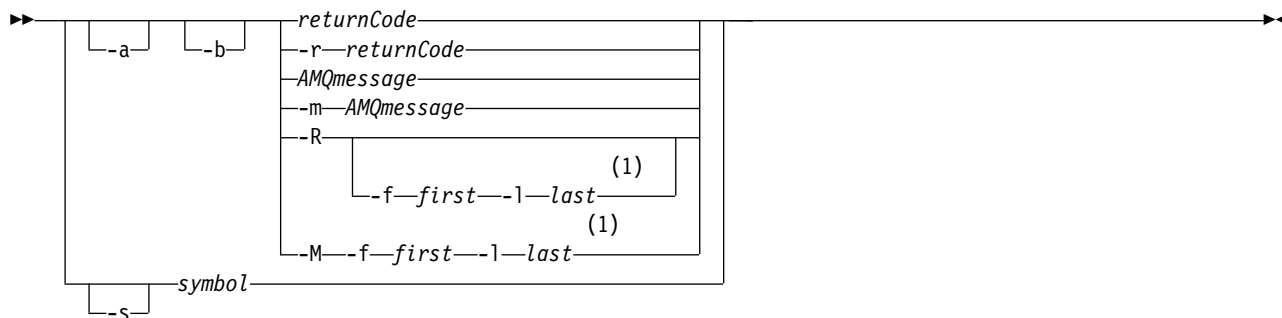 returnCode
-a -b -r returnCode
AMQmessage
-m AMQmessage
-R
(1)
-f first -l last
(1)
-M -f first -l last
symbol
-s